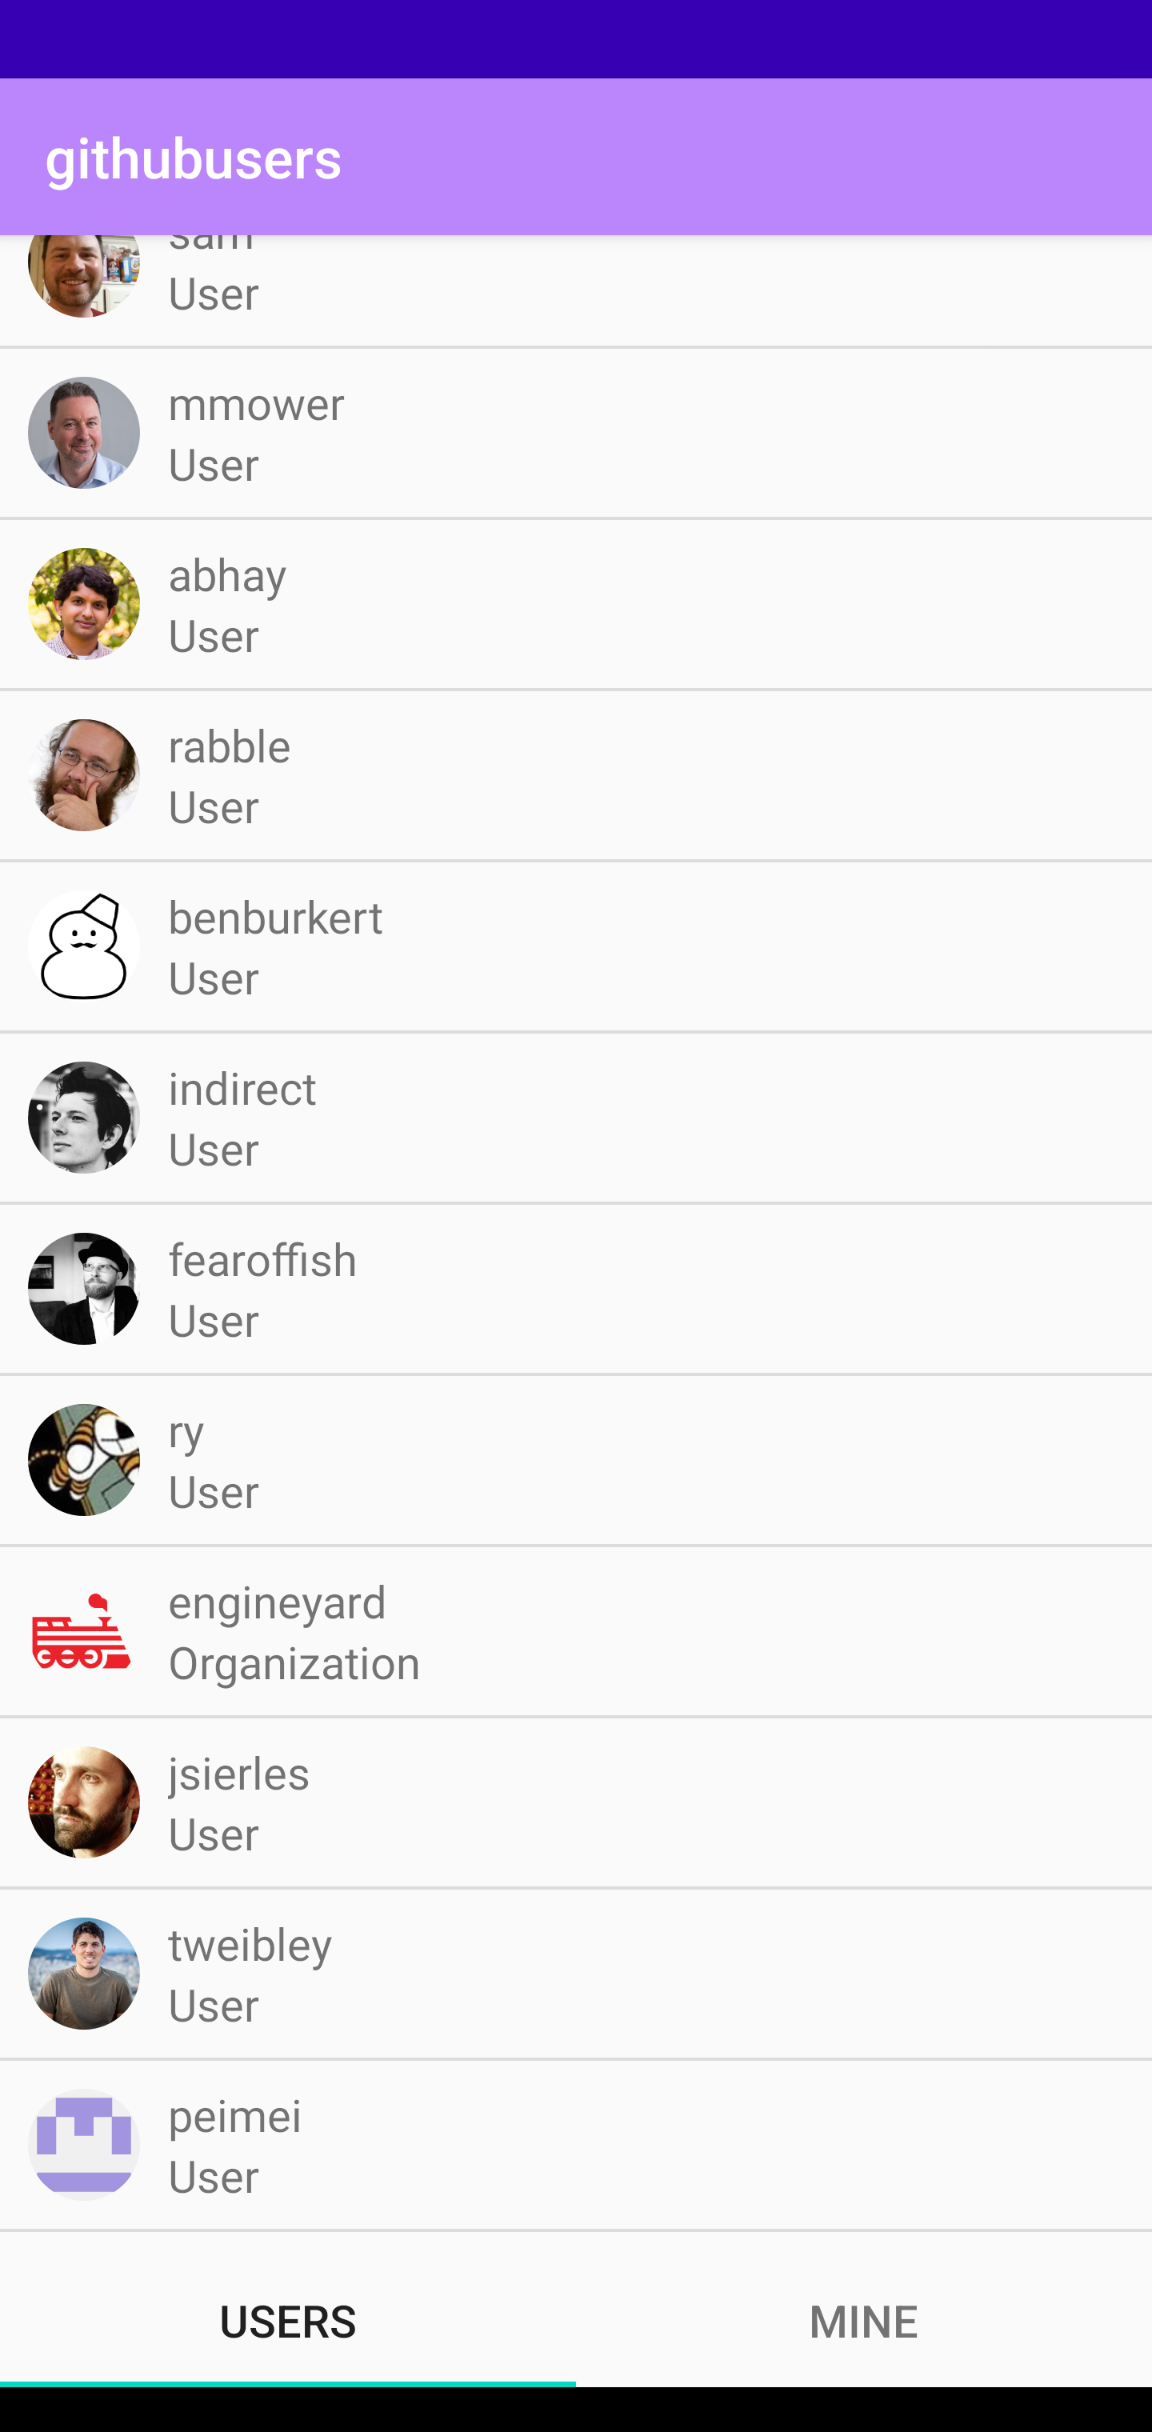 githubusers
sam
User
mmower
User
abhay
User
rabble
User
benburkert
User
indirect
User
fearoffish
User
ry
User
engineyard
Organization
jsierles
User
tweibley
User
peimei
User
USERS
MINE